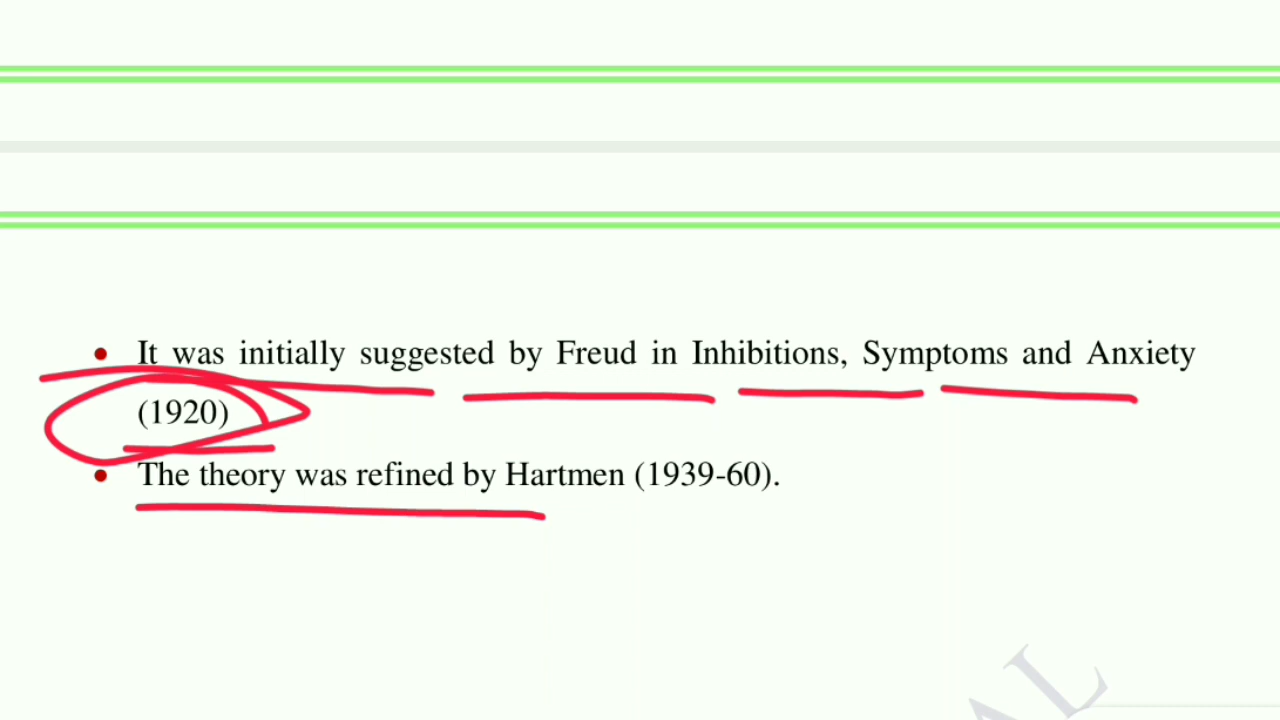 It was initially suggested by Freud in Inhibitions, Symptoms and Anxiety
(1920)
The theory was refined by Hartmen (1939-60).
AL